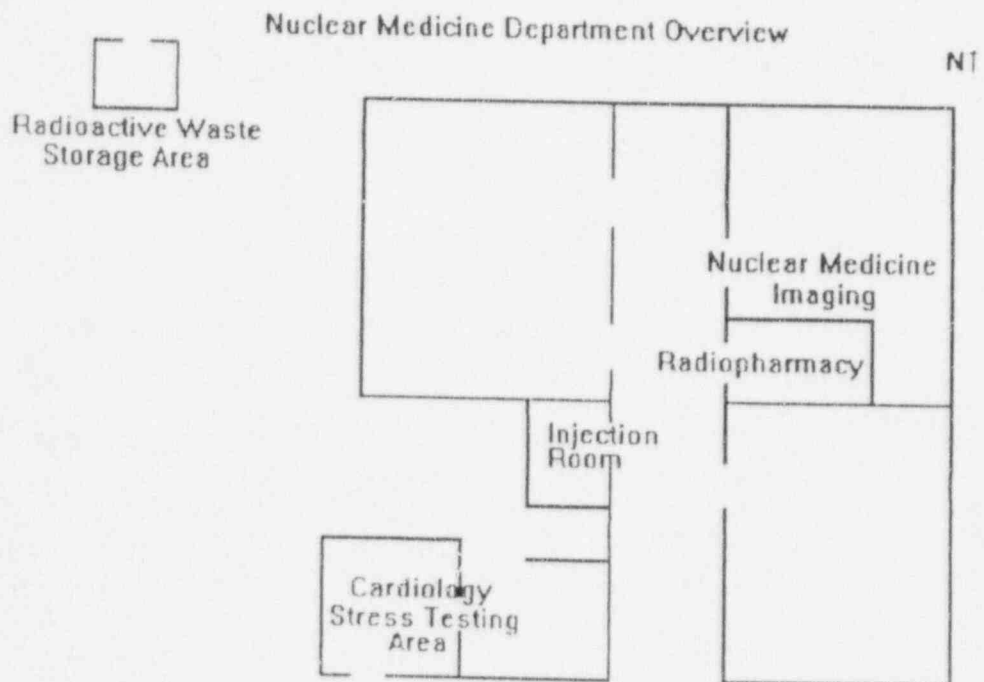 Nuclear Medicine Department Overview
N↑
Radioactive Waste
Storage Area
Nuclear Medicine
Imaging
Radiopharmacy
Injection
Room
Cardiology
Stress Testing
Area